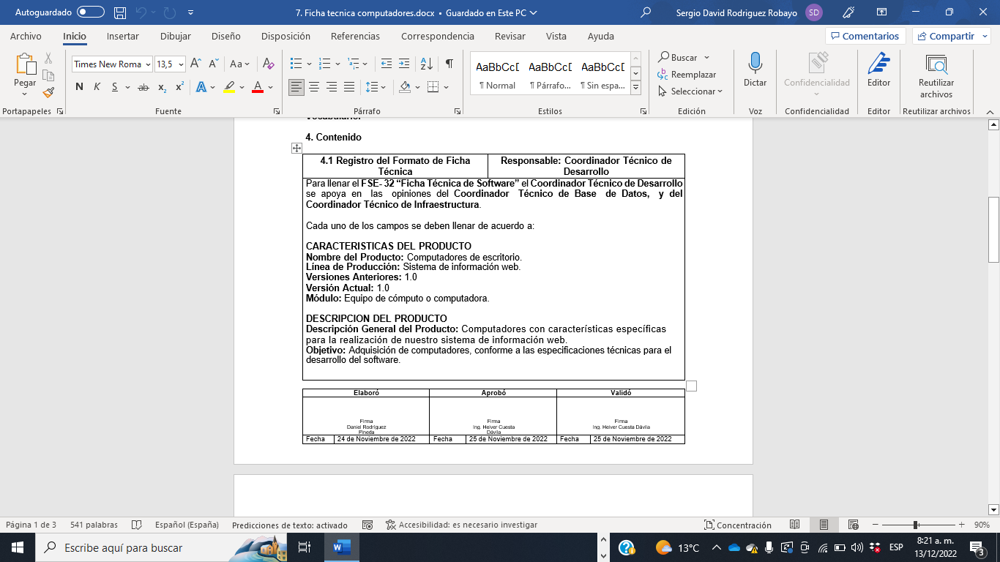 Autoguardado
7. Ficha tecnica computadores.docx • Guardado en Este PC
Sergio David Rodriguez Robayo
SD
Archivo Inicio Insertar Dibujar Diseño Disposición Referencias Correspondencia Revisar Vista Ayuda
Comentarios
Compartir
Pegar
Times New Roma
13,5
Aa
N K S ab x₂ x² A A
AaBbCcD AaBbCcD AaBbCcD
¶ Normal ¶ Párrafo... ¶ Sin espa...
Buscar
Reemplazar
Seleccionar
Dictar
Confidencialidad
Editor
Reutilizar
archivos
Portapapeles Fuente Párrafo Estilos Edición Voz Confidencialidad Editor Reutilizar archivos
Vocabulario.
4. Contenido
4.1 Registro del Formato de Ficha
Técnica
Responsable: Coordinador Técnico de
Desarrollo
Para llenar el FSE- 32 “Ficha Técnica de Software” el Coordinador Técnico de Desarrollo
se apoya en las opiniones del Coordinador Técnico de Base de Datos, y del
Coordinador Técnico de Infraestructura.
Cada uno de los campos se deben llenar de acuerdo a:
CARACTERISTICAS DEL PRODUCTO
Nombre del Producto: Computadores de escritorio.
Línea de Producción: Sistema de información web.
Versiones Anteriores: 1.0
Versión Actual: 1.0
Módulo: Equipo de cómputo o computadora.
DESCRIPCION DEL PRODUCTO
Descripción General del Producto: Computadores con características específicas
para la realización de nuestro sistema de información web.
Objetivo: Adquisición de computadores, conforme a las especificaciones técnicas para el
desarrollo del software.
Elaboró Aprobó Validó
Firma
Daniel Rodríguez
Pineda
Firma
Ing. Heiver Cuesta
Dávila
Firma
Ing. Heiver Cuesta Dávila
Fecha 24 de Noviembre de 2022 Fecha 25 de Noviembre de 2022 Fecha 25 de Noviembre de 2022
Página 1 de 3 541 palabras Español (España) Predicciones de texto: activado Accesibilidad: es necesario investigar
Concentración
90%
Escribe aquí para buscar
13°C
ESP
8:21 a. m.
13/12/2022
3